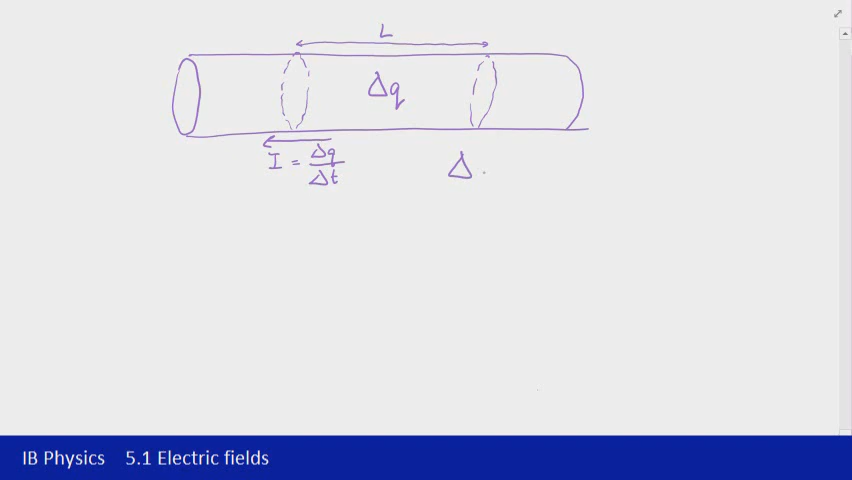 L
Δq
I = Δq/Δt
Δ
IB Physics 5.1 Electric fields